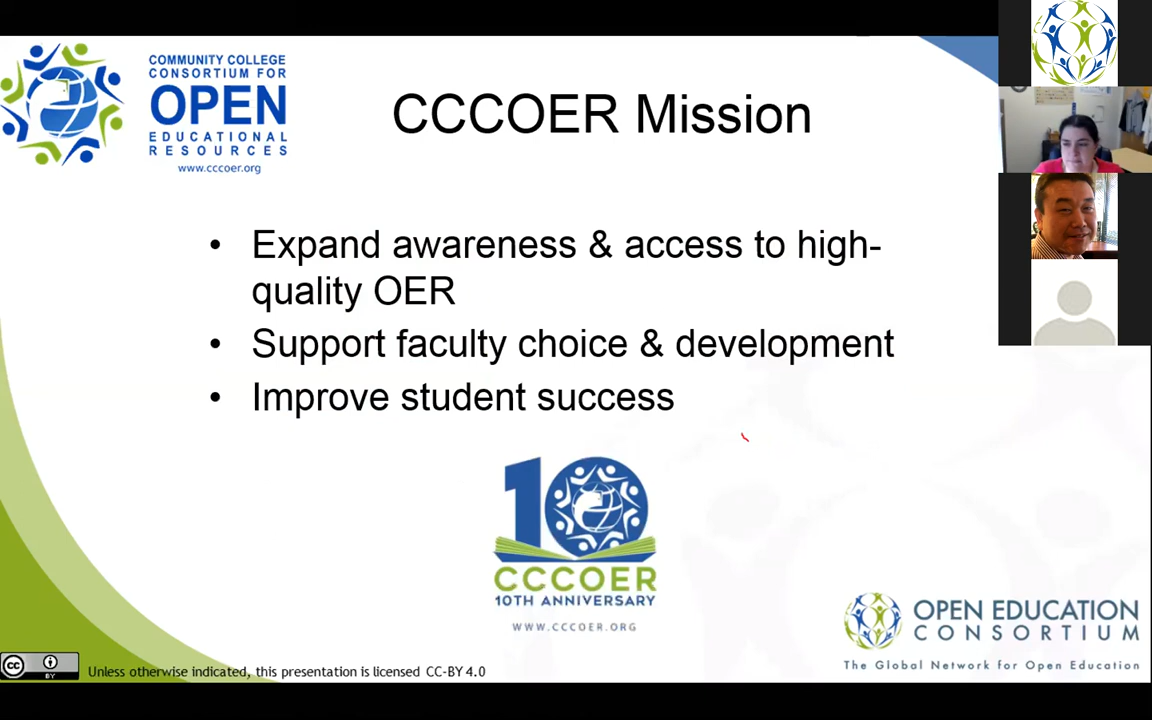 COMMUNITY COLLEGE
CONSORTIUM FOR
OPEN
EDUCATIONAL
RESOURCES
www.cccoer.org
CCCOER Mission
• Expand awareness & access to high-
quality OER
• Support faculty choice & development
• Improve student success
10
CCCOER
10TH ANNIVERSARY
WWW.CCCOER.ORG
OPEN EDUCATION
CONSORTIUM
The Global Network for Open Education
cc
BY
Unless otherwise indicated, this presentation is licensed CC-BY 4.0